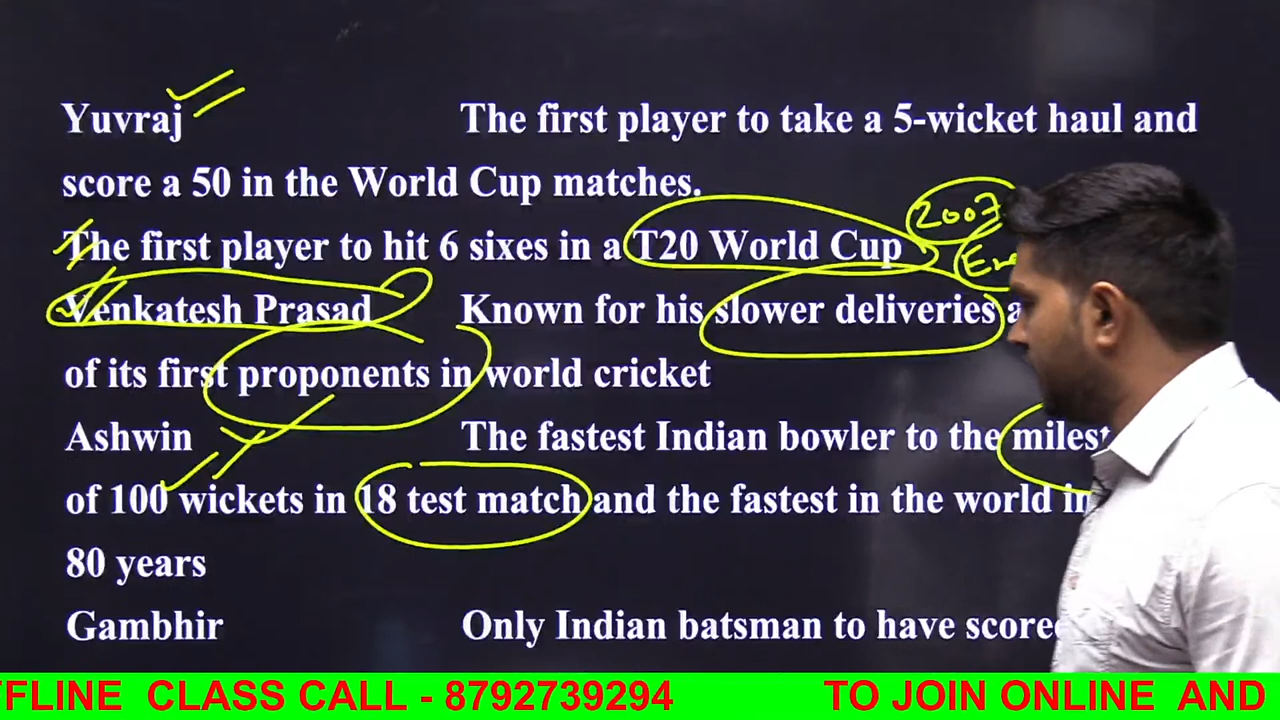 Yuvraj The first player to take a 5-wicket haul and
score a 50 in the World Cup matches.
The first player to hit 6 sixes in a T20 World Cup 2007
Venkatesh Prasad Known for his slower deliveries
of its first proponents in world cricket
Ashwin The fastest Indian bowler to the
of 100 wickets in 18 test match and the fastest in the world in
80 years
Gambhir Only Indian batsman to have
CLASS CALL - 8792739294 TO JOIN ONLINE AND